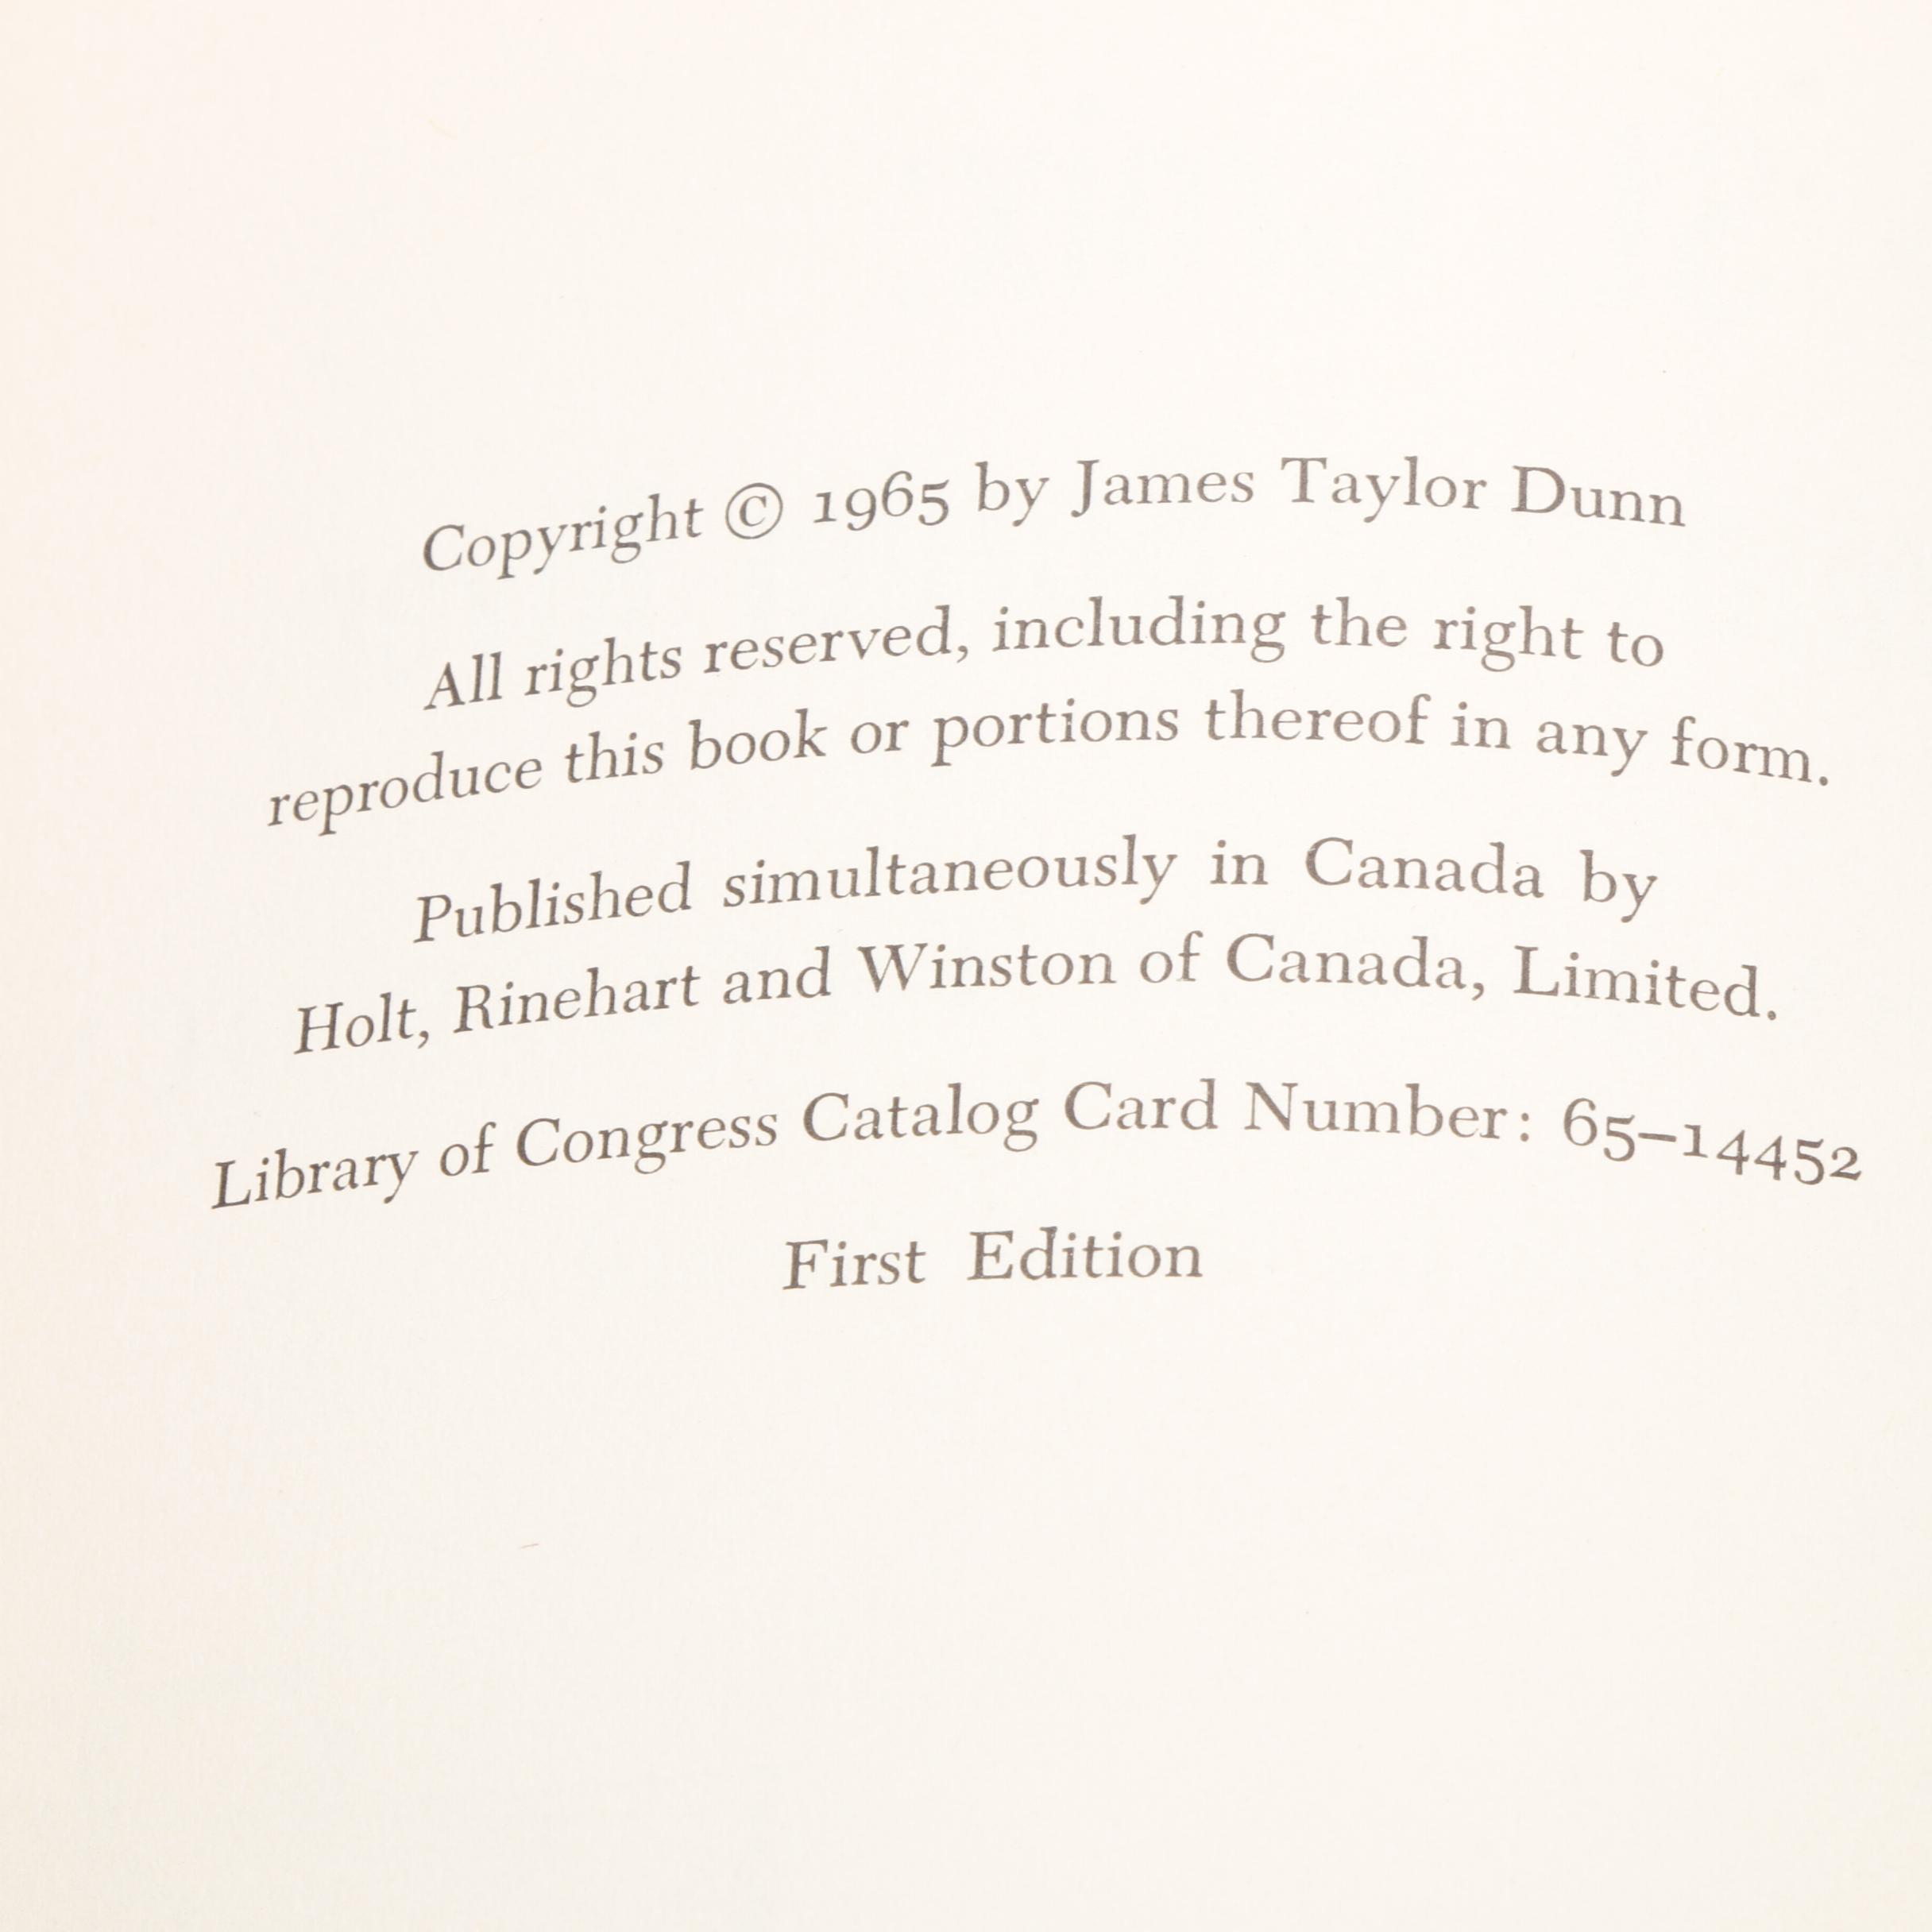 Copyright © 1965 by James Taylor Dunn
All rights reserved, including the right to
reproduce this book or portions thereof in any form.
Published simultaneously in Canada by
Holt, Rinehart and Winston of Canada, Limited.
Library of Congress Catalog Card Number: 65–14452
First Edition